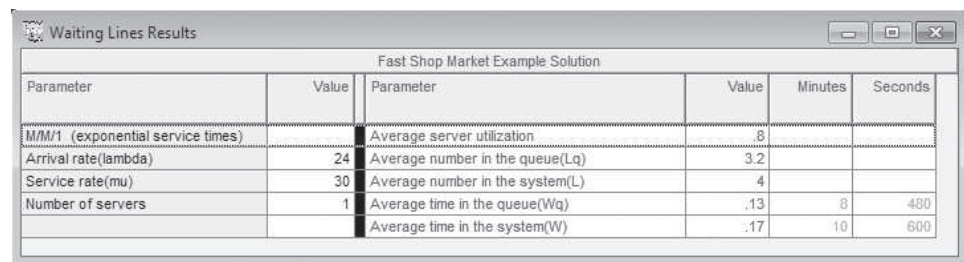 Waiting Lines Results
Fast Shop Market Example Solution
Parameter Value Parameter Value Minutes Seconds
M/M/1 (exponential service times) Average server utilization .8
Arrival rate(lambda) 24 Average number in the queue(Lq) 3.2
Service rate(mu) 30 Average number in the system(L) 4
Number of servers 1 Average time in the queue(Wq) .13 8 480
Average time in the system(W) .17 10 600